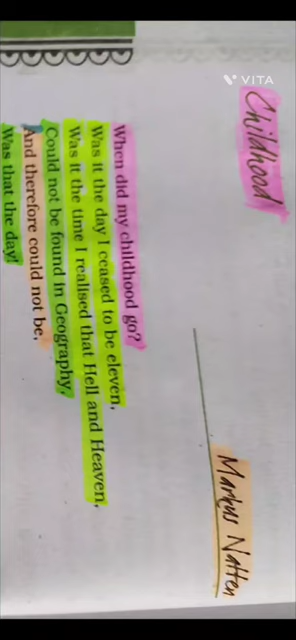 VITA
Childhood
Markus Natten
When did my childhood go?
Was it the day I ceased to be eleven,
Was it the time I realised that Hell and Heaven,
Could not be found in Geography,
And therefore could not be,
Was that the day!